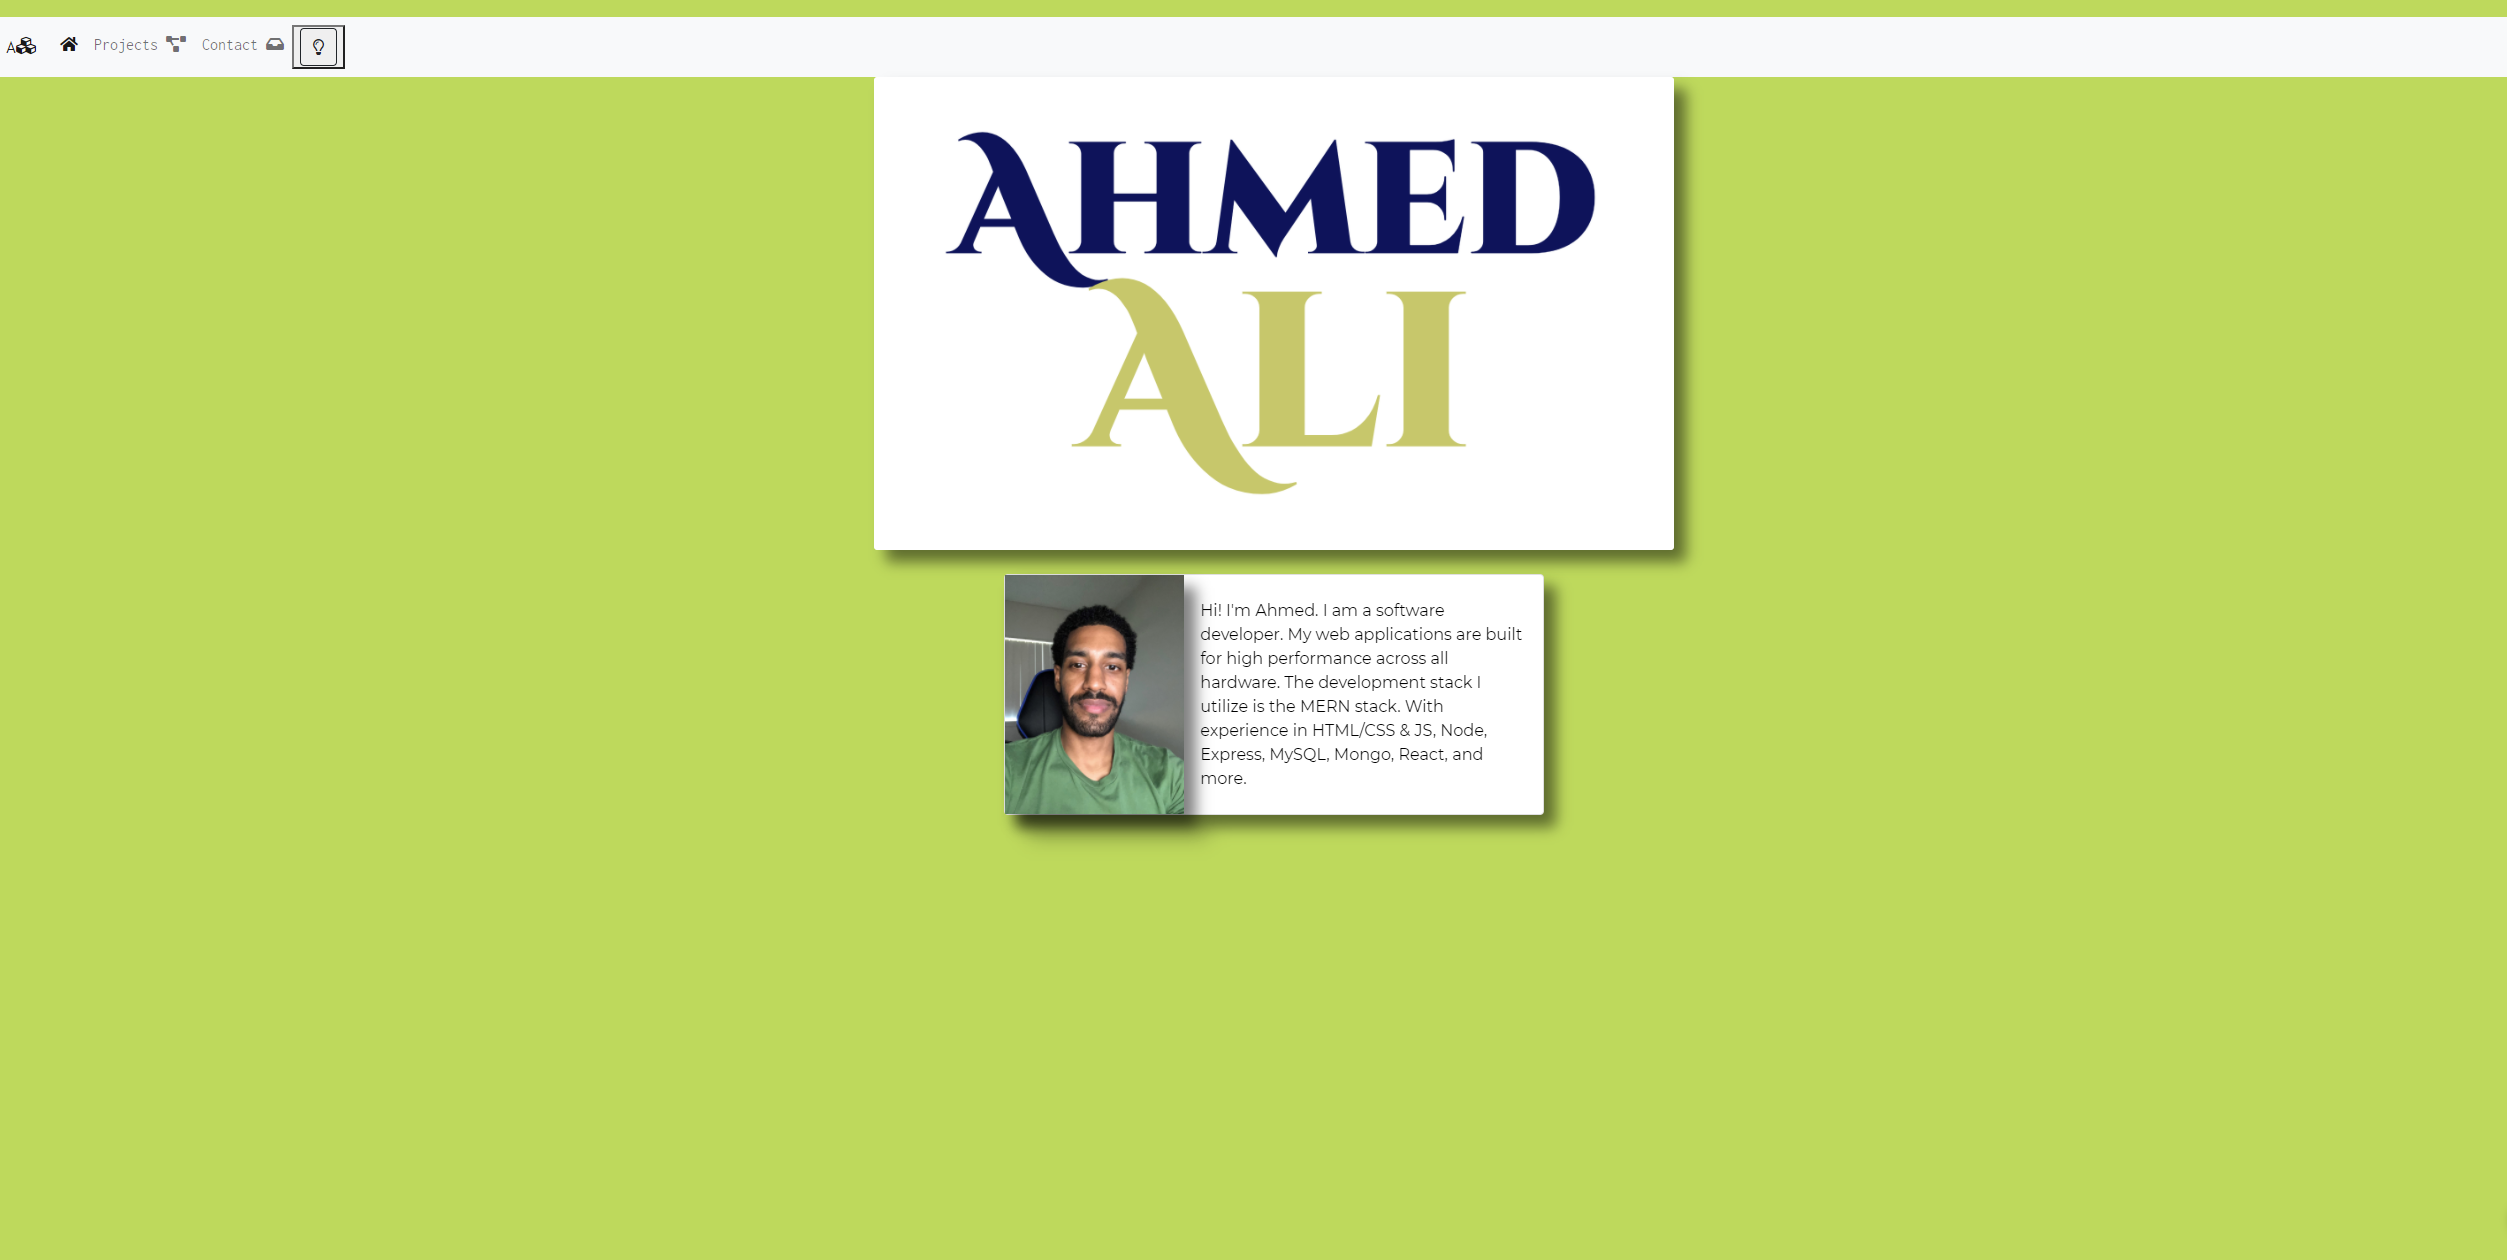 A
Projects
Contact
AHMED
ALI
Hi! I'm Ahmed. I am a software
developer. My web applications are built
for high performance across all
hardware. The development stack I
utilize is the MERN stack. With
experience in HTML/CSS & JS, Node,
Express, MySQL, Mongo, React, and
more.